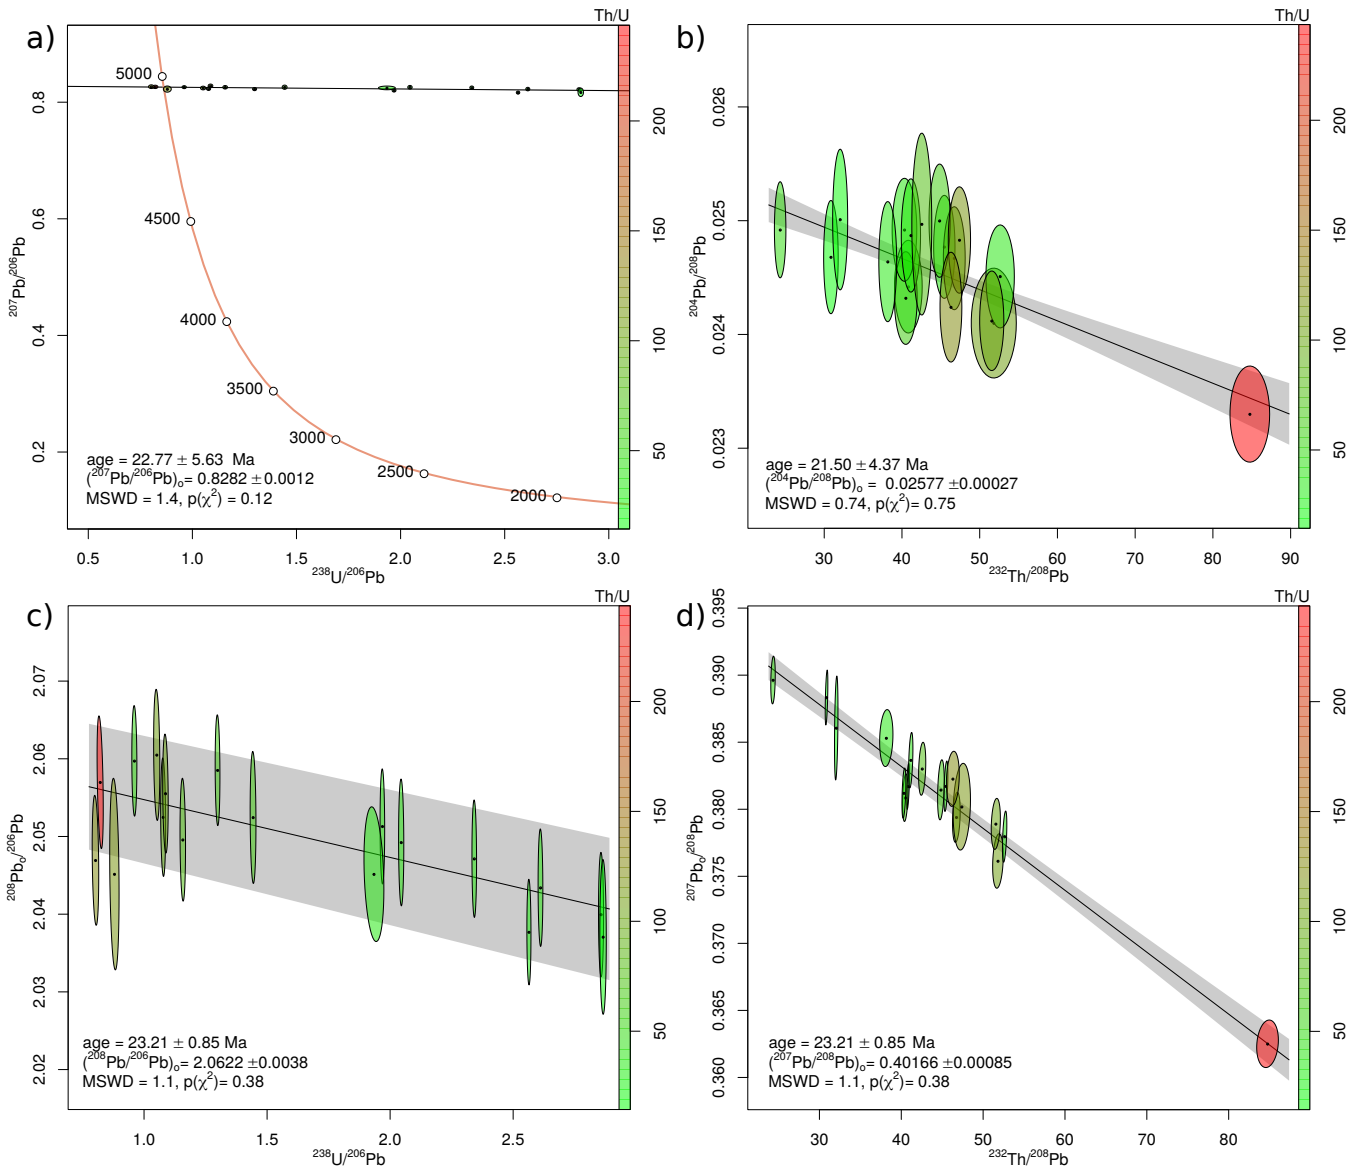 a)
Th/U
5000
4500
4000
3500
3000
2500
2000
0.8
0.6
0.4
0.2
²⁰⁷Pb/²⁰⁶Pb
age = 22.77 ± 5.63 Ma
(²⁰⁷Pb/²⁰⁶Pb)ₒ= 0.8282 ±0.0012
MSWD = 1.4, p(χ²) = 0.12
0.5 1.0 1.5 2.0 2.5 3.0
²³⁸U/²⁰⁶Pb
200
150
100
50
b)
Th/U
0.026
0.025
0.024
0.023
²⁰⁴Pb/²⁰⁸Pb
age = 21.50 ±4.37 Ma
(²⁰⁴Pb/²⁰⁸Pb)ₒ = 0.02577 ±0.00027
MSWD = 0.74, p(χ²)= 0.75
30 40 50 60 70 80 90
²³²Th/²⁰⁸Pb
200
150
100
50
c)
Th/U
2.07
2.06
2.05
2.04
2.03
2.02
²⁰⁸Pbₒ/²⁰⁶Pb
age = 23.21 ± 0.85 Ma
(²⁰⁸Pb/²⁰⁶Pb)ₒ= 2.0622 ±0.0038
MSWD = 1.1, p(χ²)= 0.38
1.0 1.5 2.0 2.5
²³⁸U/²⁰⁶Pb
200
150
100
50
d)
Th/U
0.395
0.390
0.385
0.380
0.375
0.370
0.365
0.360
²⁰⁷Pbₒ/²⁰⁸Pb
age = 23.21 ± 0.85 Ma
(²⁰⁷Pb/²⁰⁸Pb)ₒ= 0.40166 ±0.00085
MSWD = 1.1, p(χ²)= 0.38
30 40 50 60 70 80
²³²Th/²⁰⁸Pb
200
150
100
50